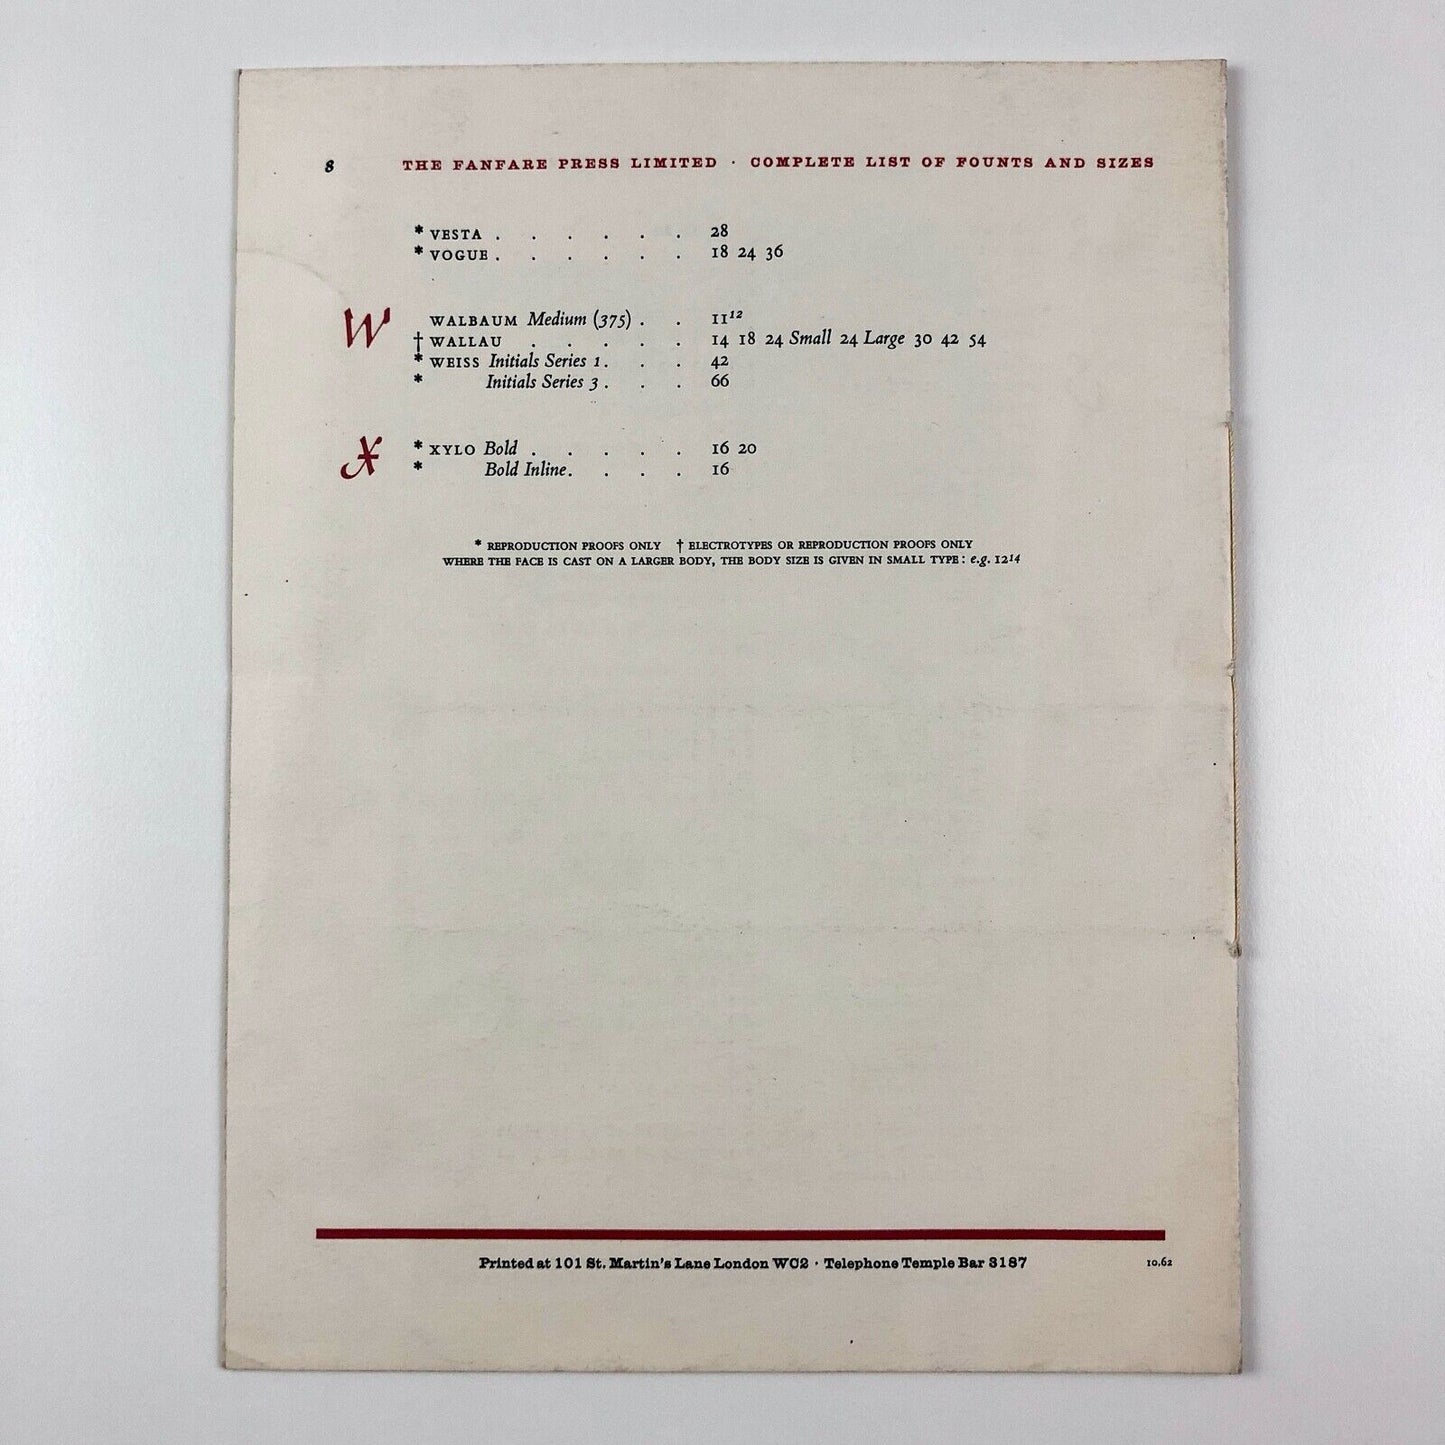 8 THE FANFARE PRESS LIMITED · COMPLETE LIST OF FOUNTS AND SIZES
* VESTA . . . . . . 28
* VOGUE . . . . . . 18 24 36
W WALBAUM Medium (375) . . 11¹²
† WALLAU . . . . . 14 18 24 Small 24 Large 30 42 54
* WEISS Initials Series 1 . . . 42
* Initials Series 3 . . . 66
X * XYLO Bold . . . . . 16 20
* Bold Inline . . . . 16
* REPRODUCTION PROOFS ONLY † ELECTROTYPES OR REPRODUCTION PROOFS ONLY
WHERE THE FACE IS CAST ON A LARGER BODY, THE BODY SIZE IS GIVEN IN SMALL TYPE: e.g. 12¹⁴
Printed at 101 St. Martin's Lane London WC2 · Telephone Temple Bar 3187 10.62